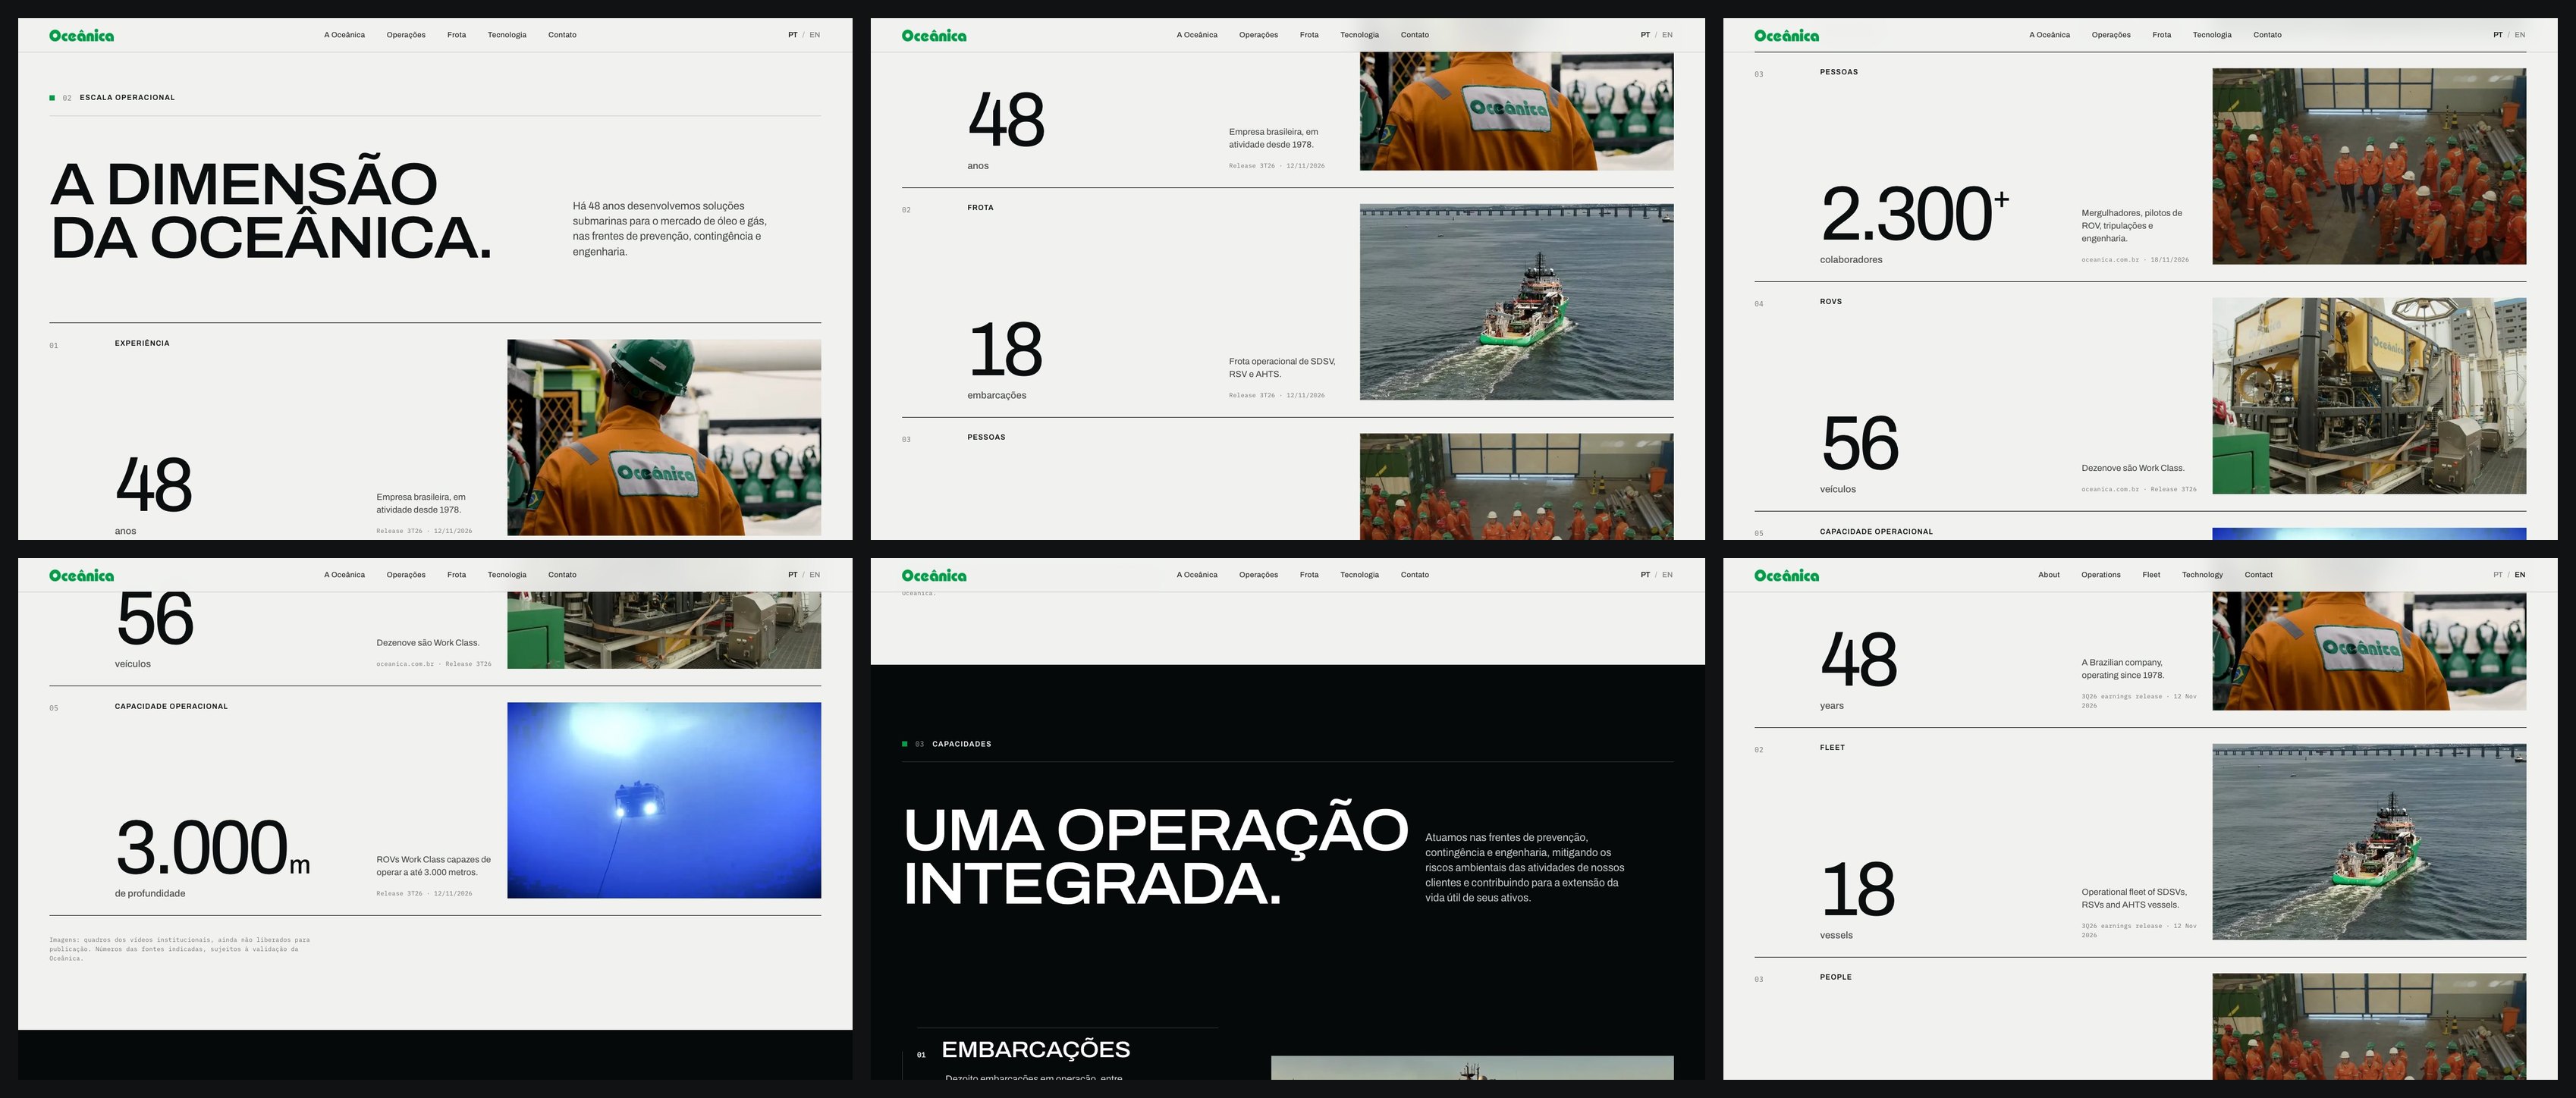 Oceânica
A Oceânica Operações Frota Tecnologia Contato
PT / EN
02 ESCALA OPERACIONAL
A DIMENSÃO
DA OCEÂNICA.
Há 48 anos desenvolvemos soluções
submarinas para o mercado de óleo e gás,
nas frentes de prevenção, contingência e
engenharia.
01
EXPERIÊNCIA
48
anos
Empresa brasileira, em
atividade desde 1978.
Release 3T26 · 12/11/2026
Oceânica
Oceânica
A Oceânica Operações Frota Tecnologia Contato
PT / EN
48
anos
Empresa brasileira, em
atividade desde 1978.
Release 3T26 · 12/11/2026
Oceânica
02
FROTA
18
embarcações
Frota operacional de SDSV,
RSV e AHTS.
Release 3T26 · 12/11/2026
03
PESSOAS
Oceânica
A Oceânica Operações Frota Tecnologia Contato
PT / EN
03
PESSOAS
2.300+
colaboradores
Mergulhadores, pilotos de
ROV, tripulações e
engenharia.
oceanica.com.br · 18/11/2026
04
ROVS
56
veículos
Dezenove são Work Class.
oceanica.com.br · Release 3T26
Oceânica
05
CAPACIDADE OPERACIONAL
Oceânica
A Oceânica Operações Frota Tecnologia Contato
PT / EN
56
veículos
Dezenove são Work Class.
oceanica.com.br · Release 3T26
05
CAPACIDADE OPERACIONAL
3.000m
de profundidade
ROVs Work Class capazes de
operar a até 3.000 metros.
Release 3T26 · 12/11/2026
Imagens: quadros dos vídeos institucionais, ainda não liberados para
publicação. Números das fontes indicadas, sujeitos à validação da
Oceânica.
Oceânica
A Oceânica Operações Frota Tecnologia Contato
PT / EN
Oceânica.
03 CAPACIDADES
UMA OPERAÇÃO
INTEGRADA.
Atuamos nas frentes de prevenção,
contingência e engenharia, mitigando os
riscos ambientais das atividades de nossos
clientes e contribuindo para a extensão da
vida útil de seus ativos.
01 EMBARCAÇÕES
Dezoito embarcações em operação, entre
Oceânica
About Operations Fleet Technology Contact
PT / EN
48
years
A Brazilian company,
operating since 1978.
3Q26 earnings release · 12 Nov
2026
Oceânica
02
FLEET
18
vessels
Operational fleet of SDSVs,
RSVs and AHTS vessels.
3Q26 earnings release · 12 Nov
2026
03
PEOPLE